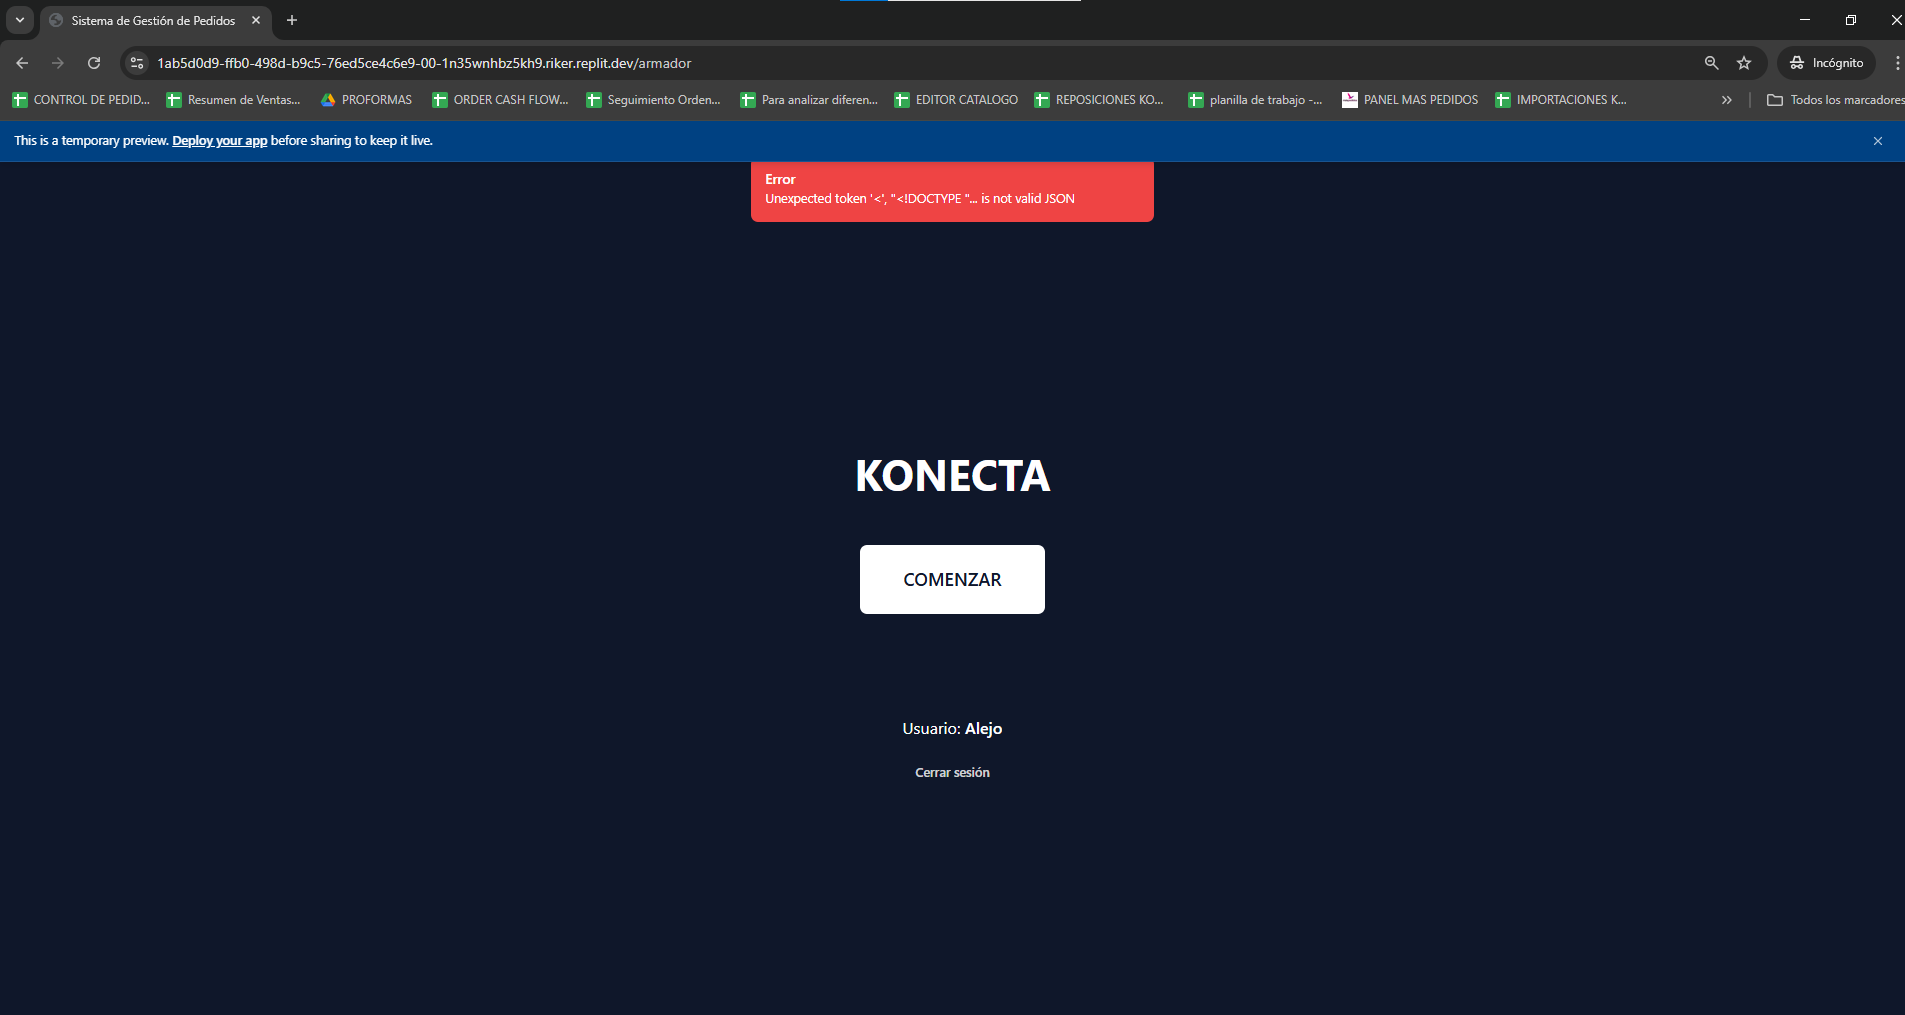 Sistema de Gestión de Pedidos
1ab5d0d9-ffb0-498d-b9c5-76ed5ce4c6e9-00-1n35wnhbz5kh9.riker.replit.dev/armador
Incógnito
CONTROL DE PEDID... Resumen de Ventas... PROFORMAS ORDER CASH FLOW... Seguimiento Orden... Para analizar diferen... EDITOR CATALOGO REPOSICIONES KO... planilla de trabajo -... PANEL MAS PEDIDOS IMPORTACIONES K... Todos los marcadores
This is a temporary preview. Deploy your app before sharing to keep it live.
Error
Unexpected token '<', "<!DOCTYPE "... is not valid JSON
KONECTA
COMENZAR
Usuario: Alejo
Cerrar sesión